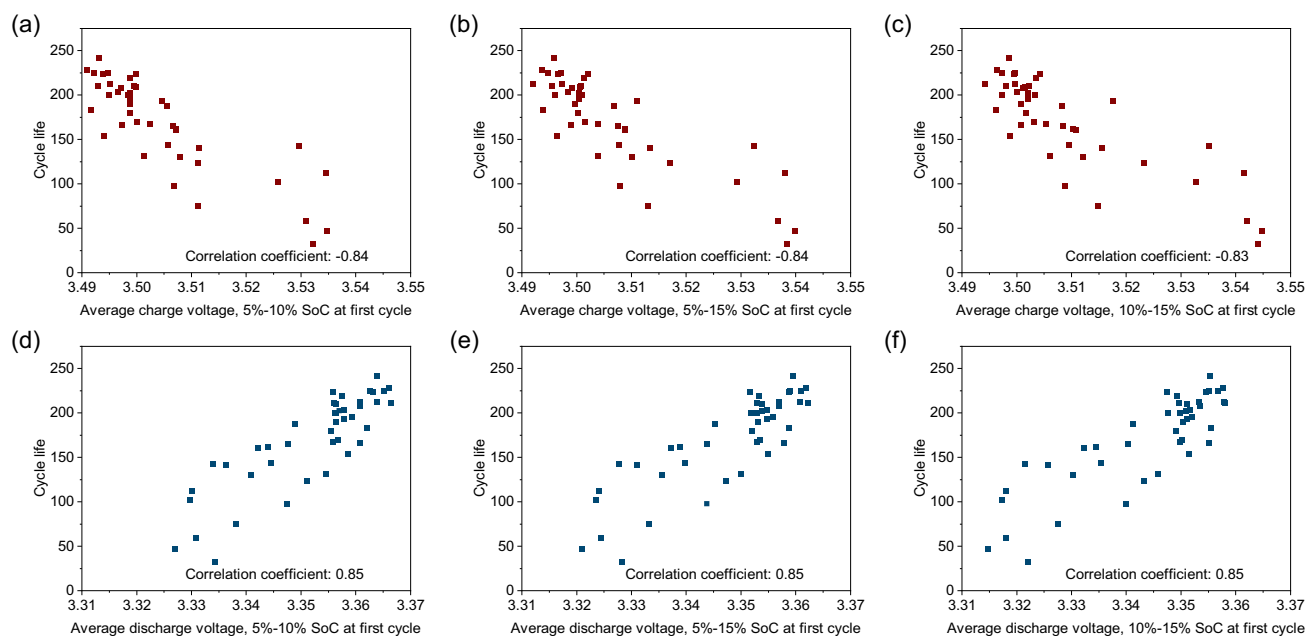 (a)
250
200
150
100
50
0
Cycle life
Correlation coefficient: -0.84
3.49 3.50 3.51 3.52 3.53 3.54 3.55
Average charge voltage, 5%-10% SoC at first cycle
(b)
250
200
150
100
50
0
Cycle life
Correlation coefficient: -0.84
3.49 3.50 3.51 3.52 3.53 3.54 3.55
Average charge voltage, 5%-15% SoC at first cycle
(c)
250
200
150
100
50
0
Cycle life
Correlation coefficient: -0.83
3.49 3.50 3.51 3.52 3.53 3.54 3.55
Average charge voltage, 10%-15% SoC at first cycle
(d)
250
200
150
100
50
0
Cycle life
Correlation coefficient: 0.85
3.31 3.32 3.33 3.34 3.35 3.36 3.37
Average discharge voltage, 5%-10% SoC at first cycle
(e)
250
200
150
100
50
0
Cycle life
Correlation coefficient: 0.85
3.31 3.32 3.33 3.34 3.35 3.36 3.37
Average discharge voltage, 5%-15% SoC at first cycle
(f)
250
200
150
100
50
0
Cycle life
Correlation coefficient: 0.85
3.31 3.32 3.33 3.34 3.35 3.36 3.37
Average discharge voltage, 10%-15% SoC at first cycle